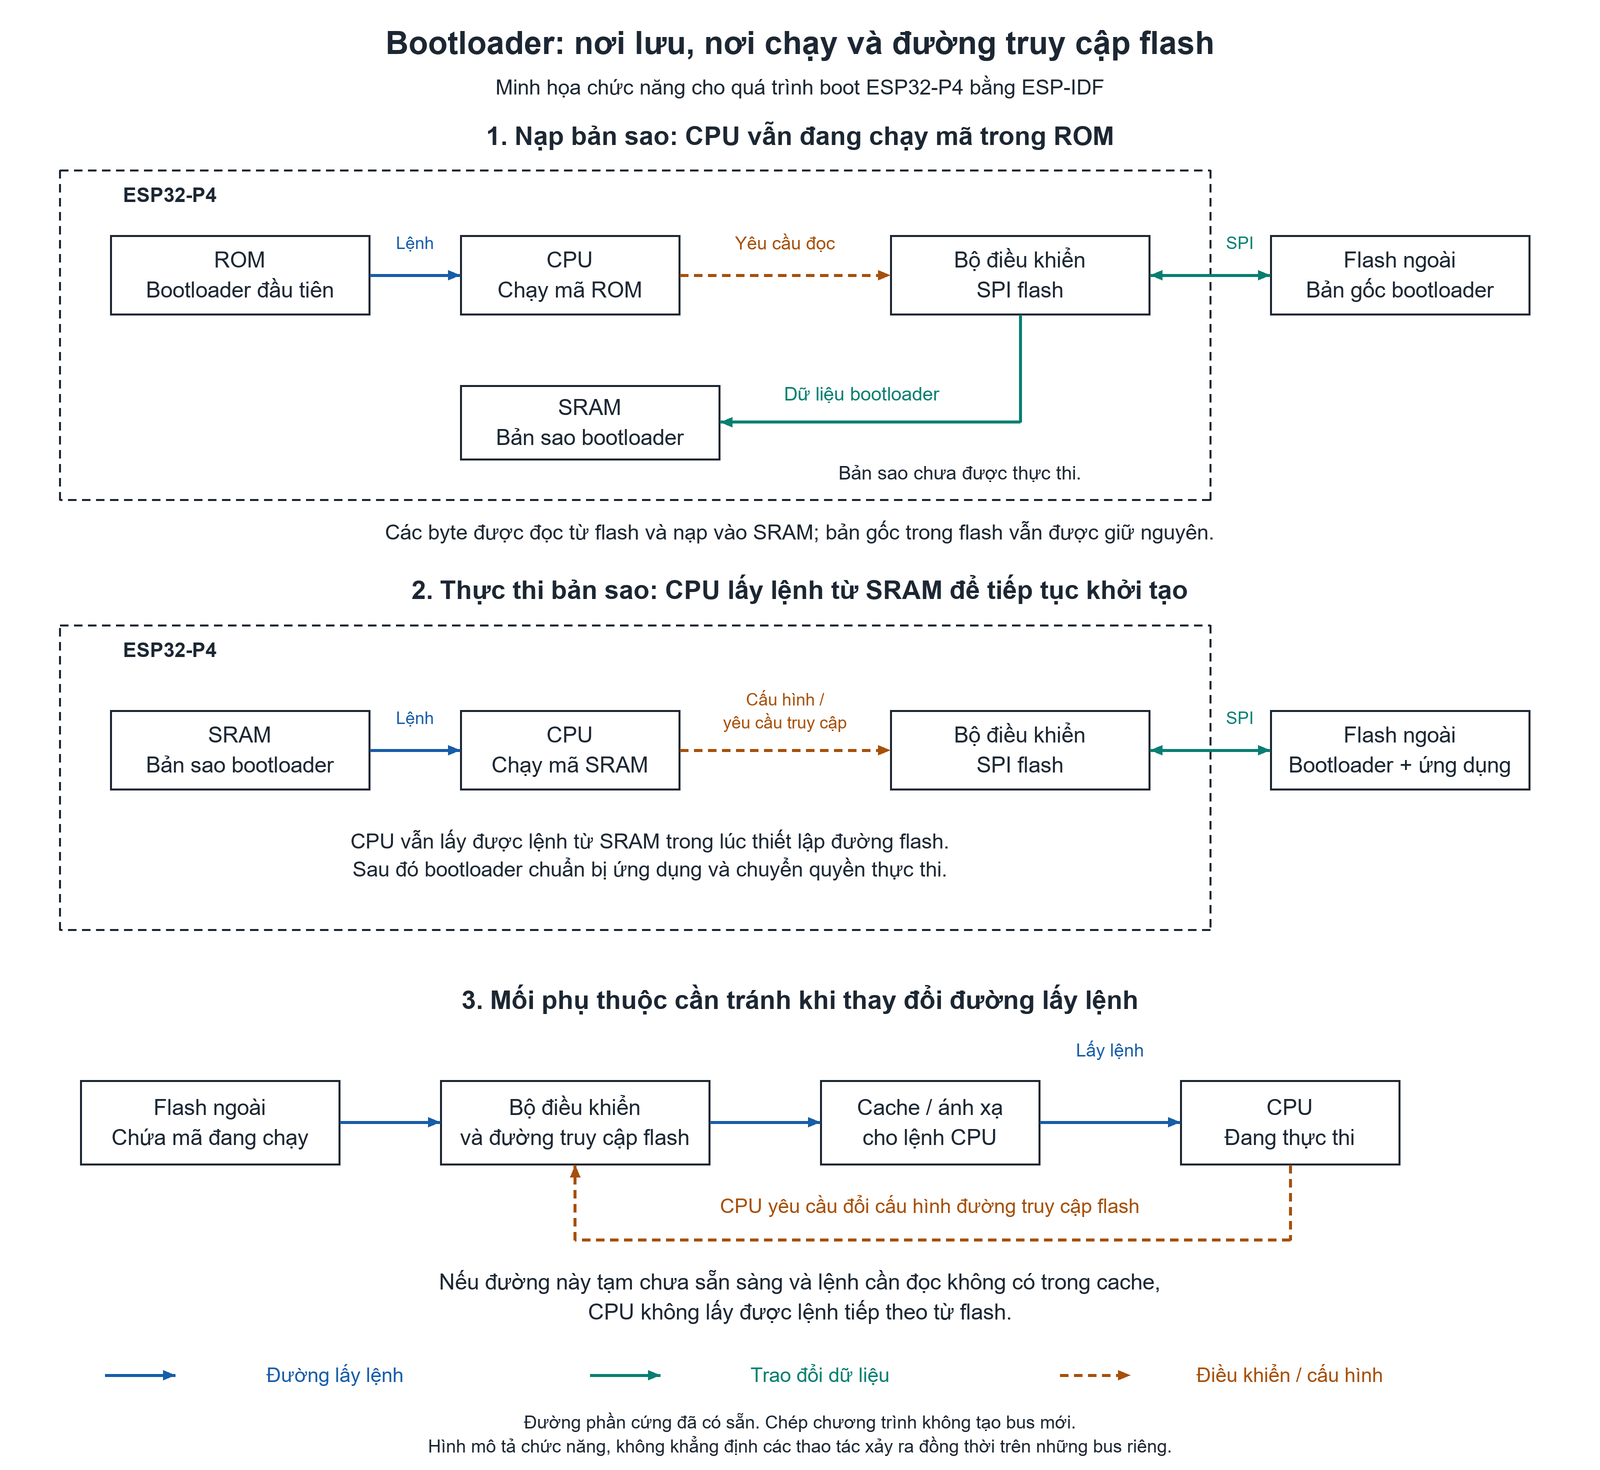 Bootloader: nơi lưu, nơi chạy và đường truy cập flash
Minh họa chức năng cho quá trình boot ESP32-P4 bằng ESP-IDF
1. Nạp bản sao: CPU vẫn đang chạy mã trong ROM
ESP32-P4
ROM
Bootloader đầu tiên
Lệnh
CPU
Chạy mã ROM
Yêu cầu đọc
Bộ điều khiển
SPI flash
SPI
Flash ngoài
Bản gốc bootloader
SRAM
Bản sao bootloader
Dữ liệu bootloader
Bản sao chưa được thực thi.
Các byte được đọc từ flash và nạp vào SRAM; bản gốc trong flash vẫn được giữ nguyên.
2. Thực thi bản sao: CPU lấy lệnh từ SRAM để tiếp tục khởi tạo
ESP32-P4
SRAM
Bản sao bootloader
Lệnh
CPU
Chạy mã SRAM
Cấu hình /
yêu cầu truy cập
Bộ điều khiển
SPI flash
SPI
Flash ngoài
Bootloader + ứng dụng
CPU vẫn lấy được lệnh từ SRAM trong lúc thiết lập đường flash.
Sau đó bootloader chuẩn bị ứng dụng và chuyển quyền thực thi.
3. Mối phụ thuộc cần tránh khi thay đổi đường lấy lệnh
Lấy lệnh
Flash ngoài
Chứa mã đang chạy
Bộ điều khiển
và đường truy cập flash
Cache / ánh xạ
cho lệnh CPU
CPU
Đang thực thi
CPU yêu cầu đổi cấu hình đường truy cập flash
Nếu đường này tạm chưa sẵn sàng và lệnh cần đọc không có trong cache,
CPU không lấy được lệnh tiếp theo từ flash.
Đường lấy lệnh
Trao đổi dữ liệu
Điều khiển / cấu hình
Đường phần cứng đã có sẵn. Chép chương trình không tạo bus mới.
Hình mô tả chức năng, không khẳng định các thao tác xảy ra đồng thời trên những bus riêng.